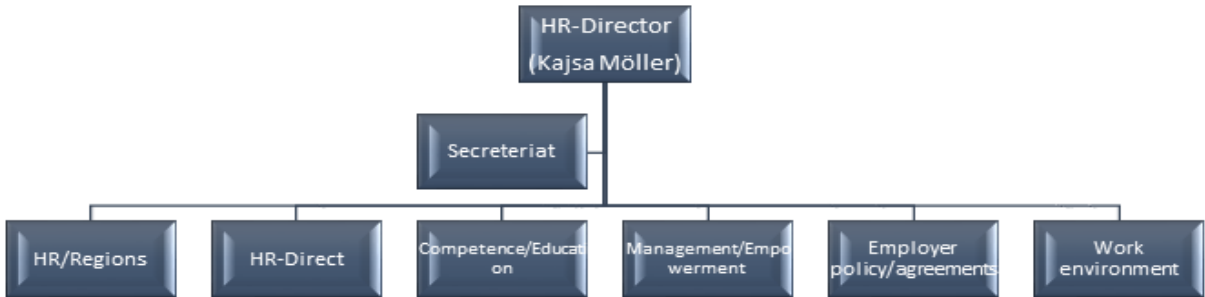 HR-Director
(Kajsa Möller)
Secreteriat
HR/Regions
HR-Direct
Competence/Educati
on
Management/Empo
werment
Employer
policy/agreements
Work
environment